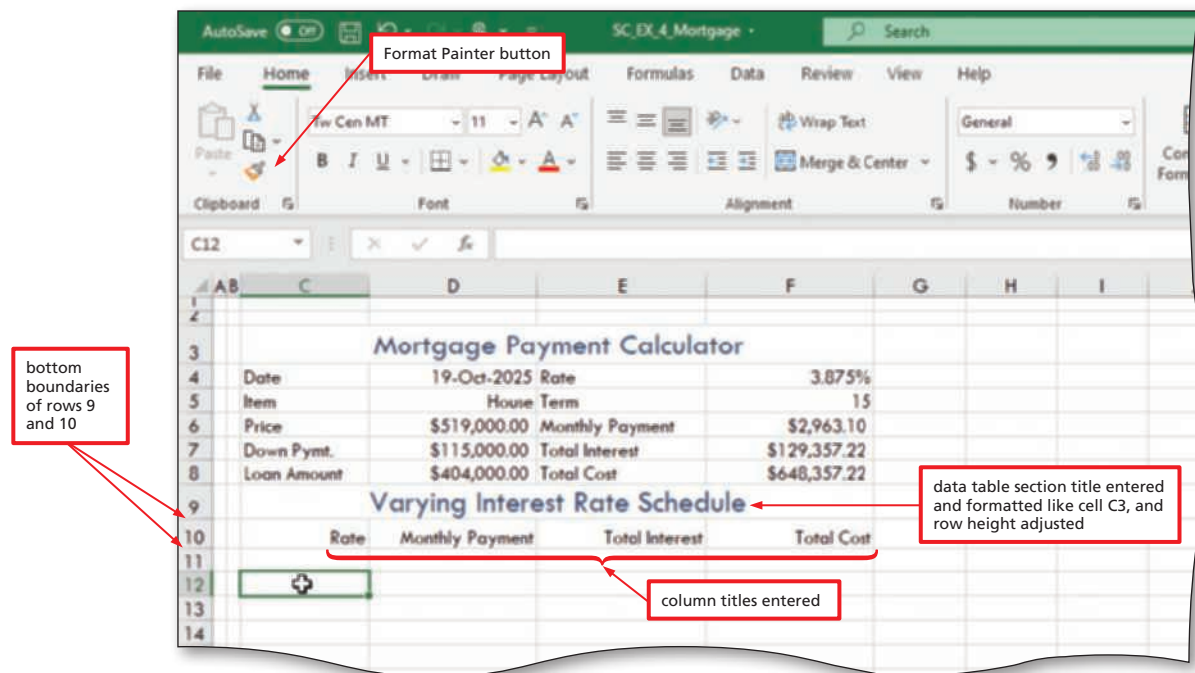 AutoSave Off SC_EX_4_Mortgage Search
Format Painter button
File Home Insert Draw Page Layout Formulas Data Review View Help
Tw Cen MT 11 A A Wrap Text General
Paste B I U A Merge & Center $ % 9
Clipboard Font Alignment Number
C12 fx
A B C D E F G H I
1
2
3 Mortgage Payment Calculator
4 Date 19-Oct-2025 Rate 3.875%
5 Item House Term 15
6 Price $519,000.00 Monthly Payment $2,963.10
7 Down Pymt. $115,000.00 Total Interest $129,357.22
8 Loan Amount $404,000.00 Total Cost $648,357.22
9 Varying Interest Rate Schedule
10 Rate Monthly Payment Total Interest Total Cost
11
12
13
14
bottom
boundaries
of rows 9
and 10
data table section title entered
and formatted like cell C3, and
row height adjusted
column titles entered